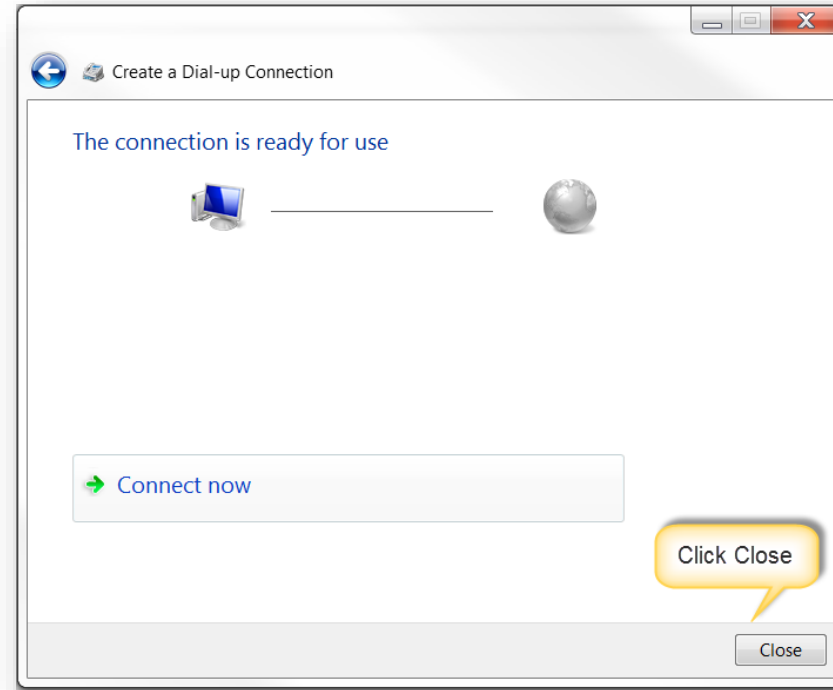 Create a Dial-up Connection
The connection is ready for use
Connect now
Click Close
Close